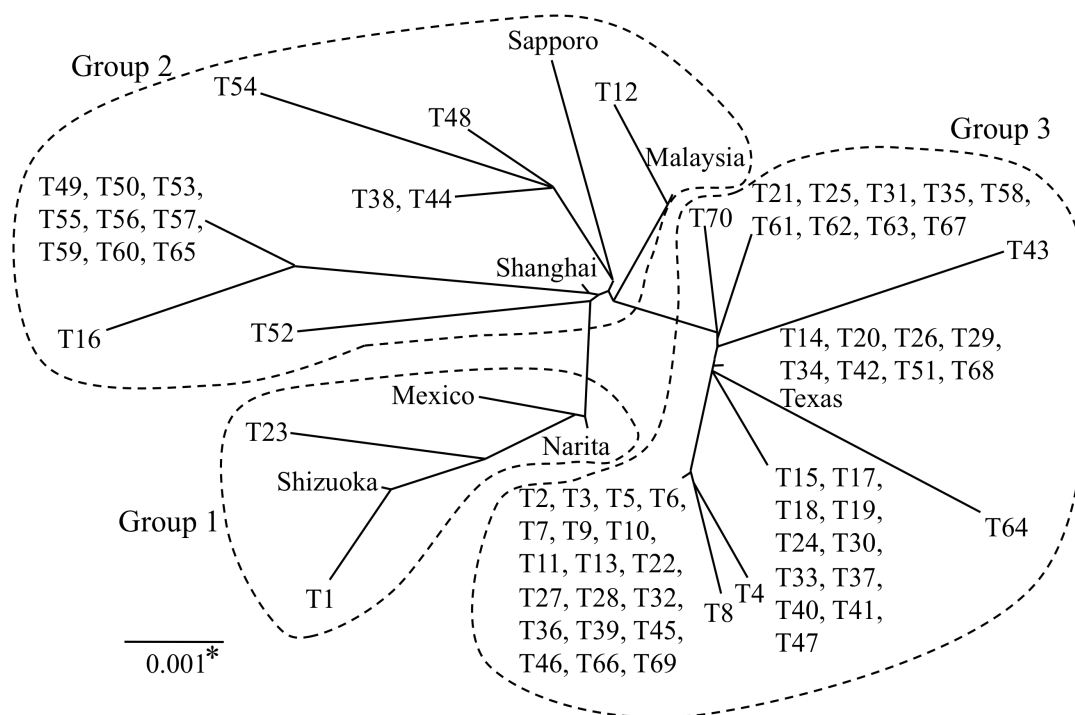 Sapporo
Group 2
T54
T12
T48
Group 3
Malaysia
T49, T50, T53,
T55, T56, T57,
T59, T60, T65
T38, T44
T70
T21, T25, T31, T35, T58,
T61, T62, T63, T67
T43
Shanghai
T16
T52
T14, T20, T26, T29,
T34, T42, T51, T68
Texas
Mexico
T23
Narita
Shizuoka
Group 1
T1
T2, T3, T5, T6,
T7, T9, T10,
T11, T13, T22,
T27, T28, T32,
T36, T39, T45,
T46, T66, T69
T8
T4
T15, T17,
T18, T19,
T24, T30,
T33, T37,
T40, T41,
T47
T64
0.001*